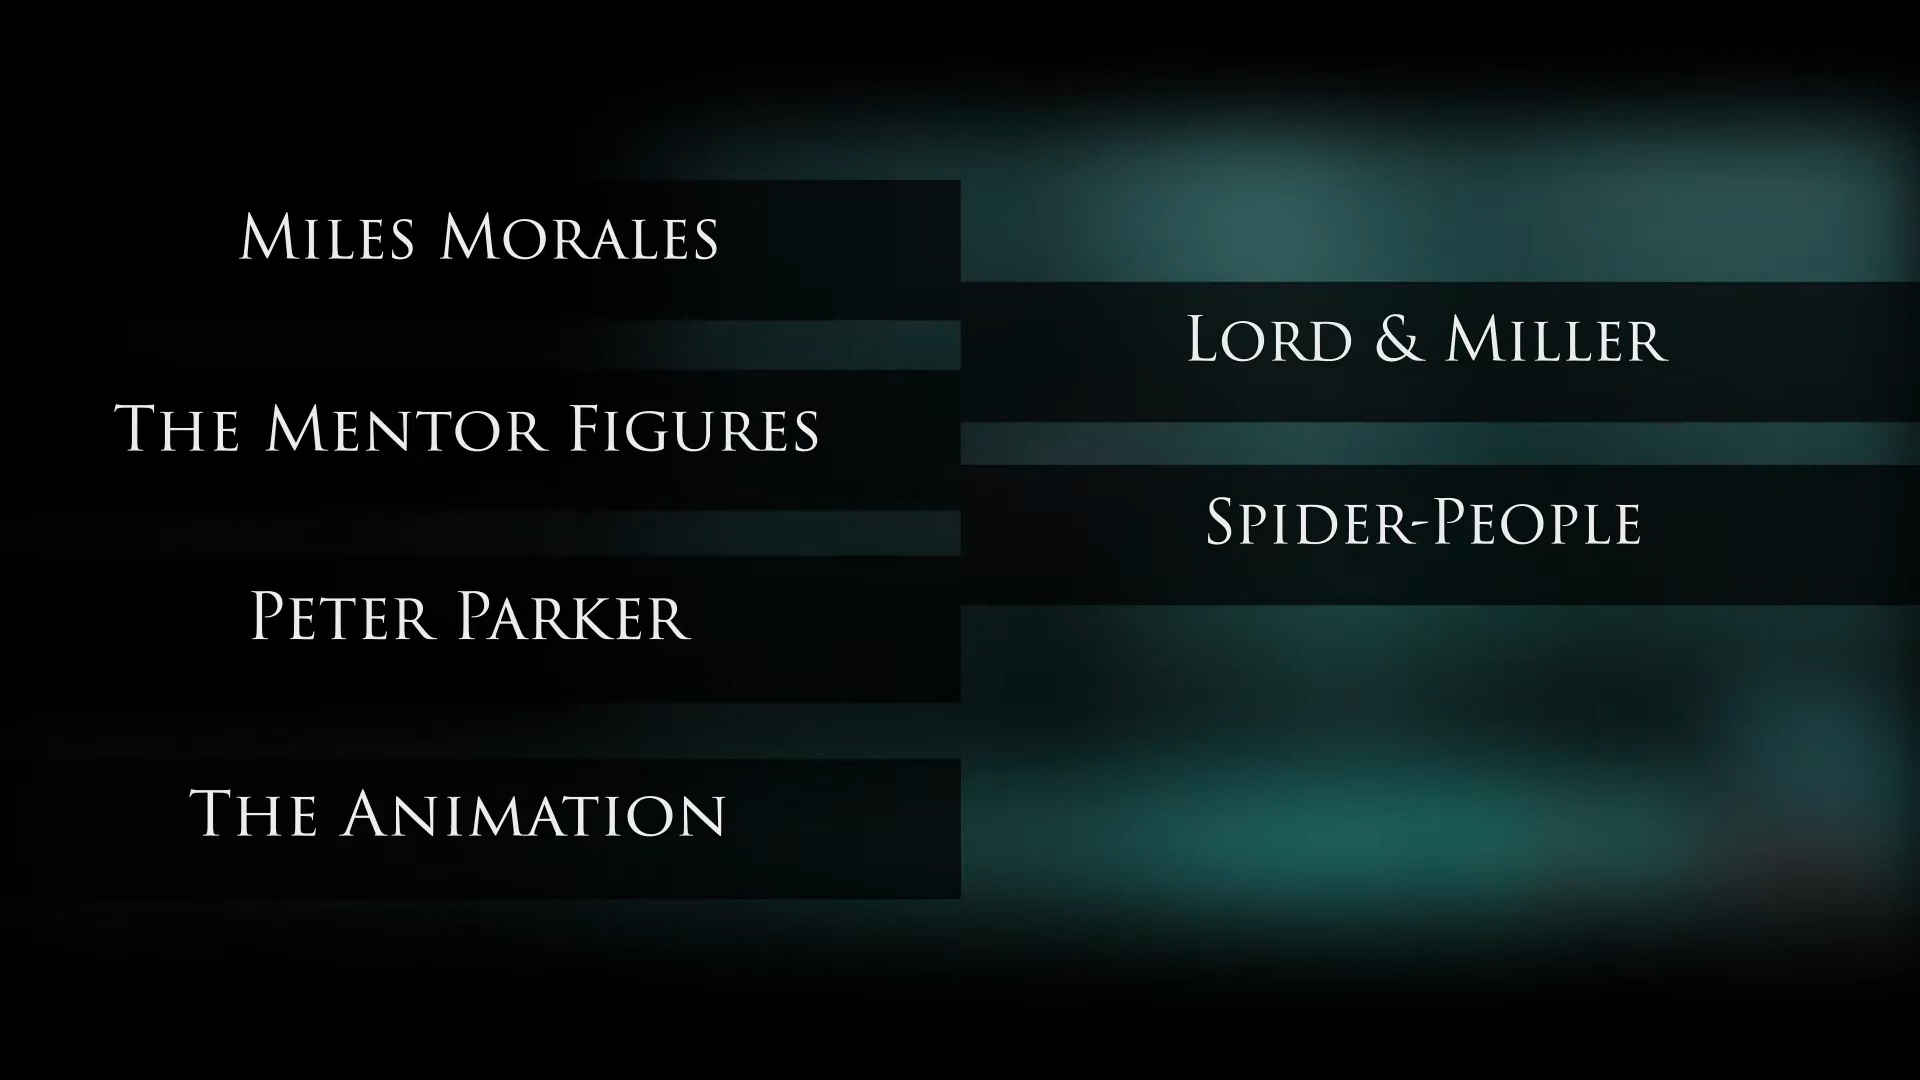 Miles Morales
The Mentor Figures
Peter Parker
The Animation
Lord & Miller
Spider-People